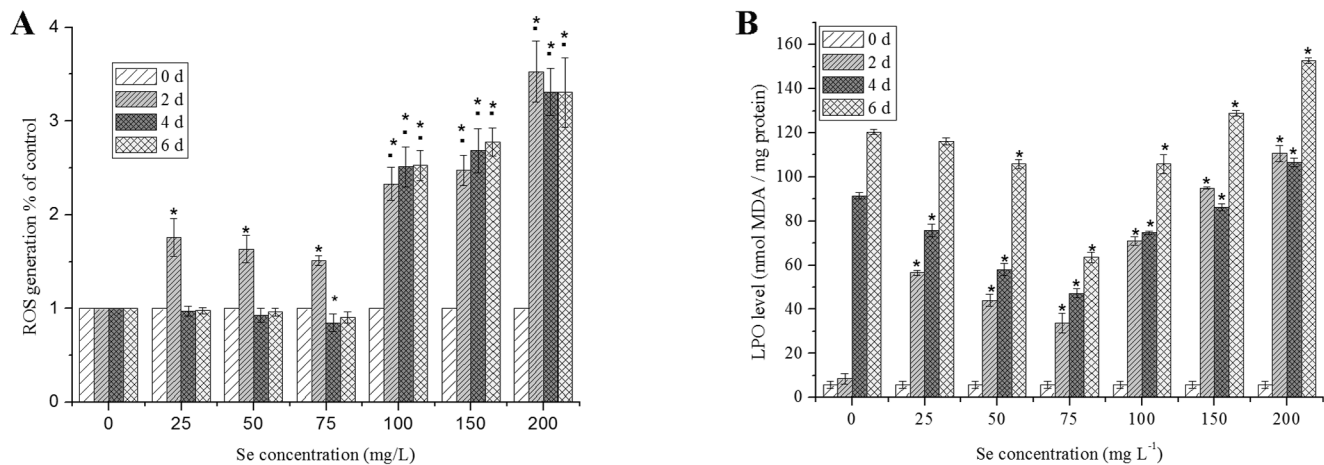 A
ROS generation % of control
4
3
2
1
0
0 d
2 d
4 d
6 d
0
25
50
75
100
150
200
Se concentration (mg/L)
B
LPO level (nmol MDA / mg protein)
160
140
120
100
80
60
40
20
0
0 d
2 d
4 d
6 d
0
25
50
75
100
150
200
Se concentration (mg L⁻¹)